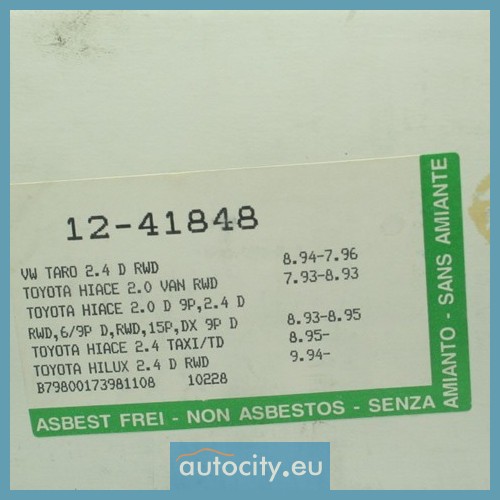 12-41848
VW TARO 2.4 D RWD 8.94-7.96
TOYOTA HIACE 2.0 VAN RWD 7.93-8.93
TOYOTA HIACE 2.0 D 9P,2.4 D
RWD,6/9P D,RWD,15P,DX 9P D 8.93-8.95
TOYOTA HIACE 2.4 TAXI/TD 8.95-
TOYOTA HILUX 2.4 D RWD 9.94-
B79800173981108 10228
ASBEST FREI - NON ASBESTOS - SENZA
AMIANTO - SANS AMIANTE
autocity.eu